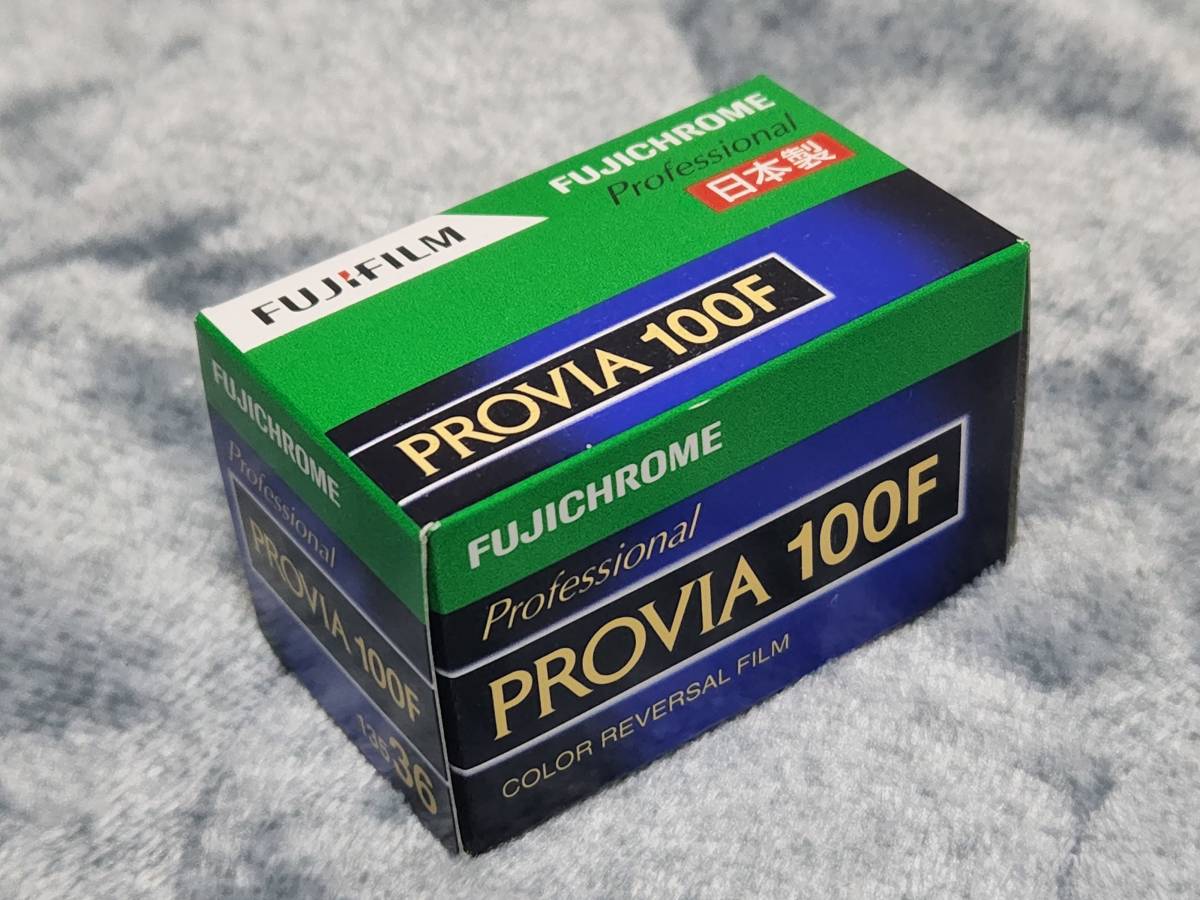 FUJIFILM
FUJICHROME
Professional
日本製
PROVIA 100F
FUJICHROME
Professional
PROVIA 100F
135 36
FUJICHROME
Professional
PROVIA 100F
COLOR REVERSAL FILM